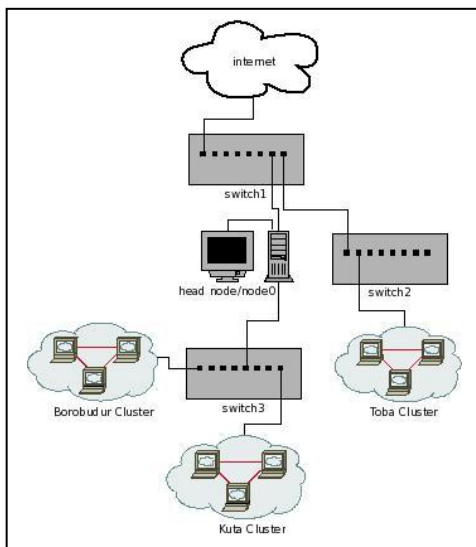 internet
switch1
head node/node0
switch2
Borobudur Cluster
switch3
Toba Cluster
Kuta Cluster